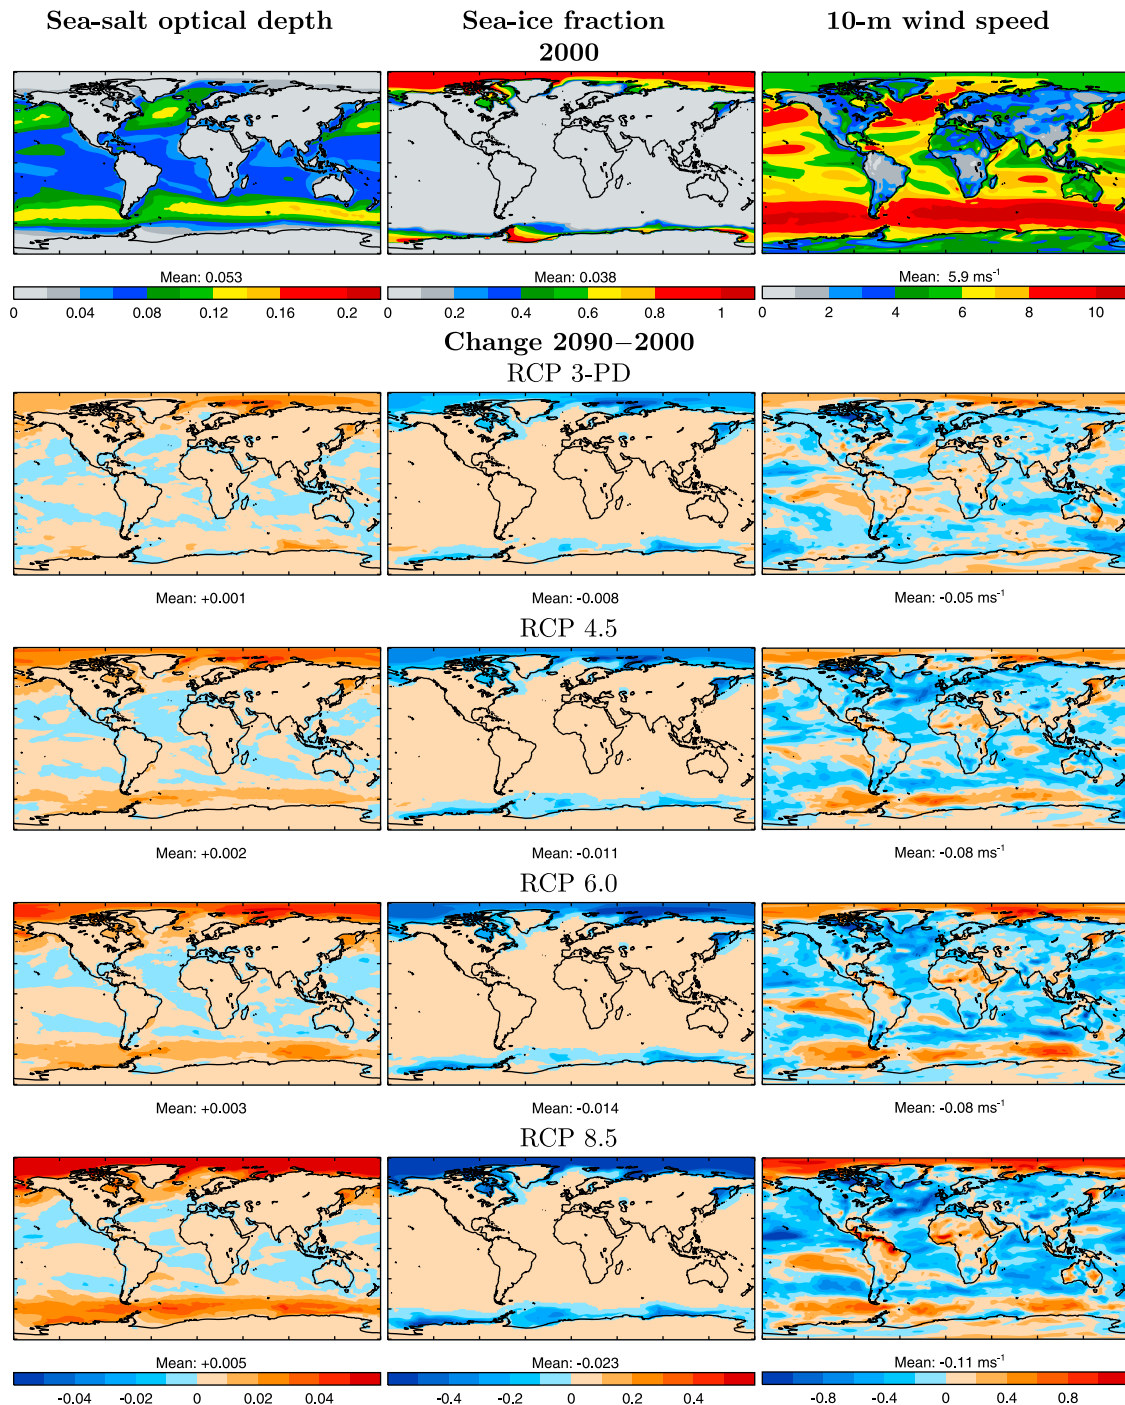 Sea-salt optical depth Sea-ice fraction 10-m wind speed
2000
Mean: 0.053 Mean: 0.038 Mean: 5.9 ms⁻¹
0 0.04 0.08 0.12 0.16 0.2 0 0.2 0.4 0.6 0.8 1 0 2 4 6 8 10
Change 2090–2000
RCP 3-PD
Mean: +0.001 Mean: -0.008 Mean: -0.05 ms⁻¹
RCP 4.5
Mean: +0.002 Mean: -0.011 Mean: -0.08 ms⁻¹
RCP 6.0
Mean: +0.003 Mean: -0.014 Mean: -0.08 ms⁻¹
RCP 8.5
Mean: +0.005 Mean: -0.023 Mean: -0.11 ms⁻¹
-0.04 -0.02 0 0.02 0.04 -0.4 -0.2 0 0.2 0.4 -0.8 -0.4 0 0.4 0.8